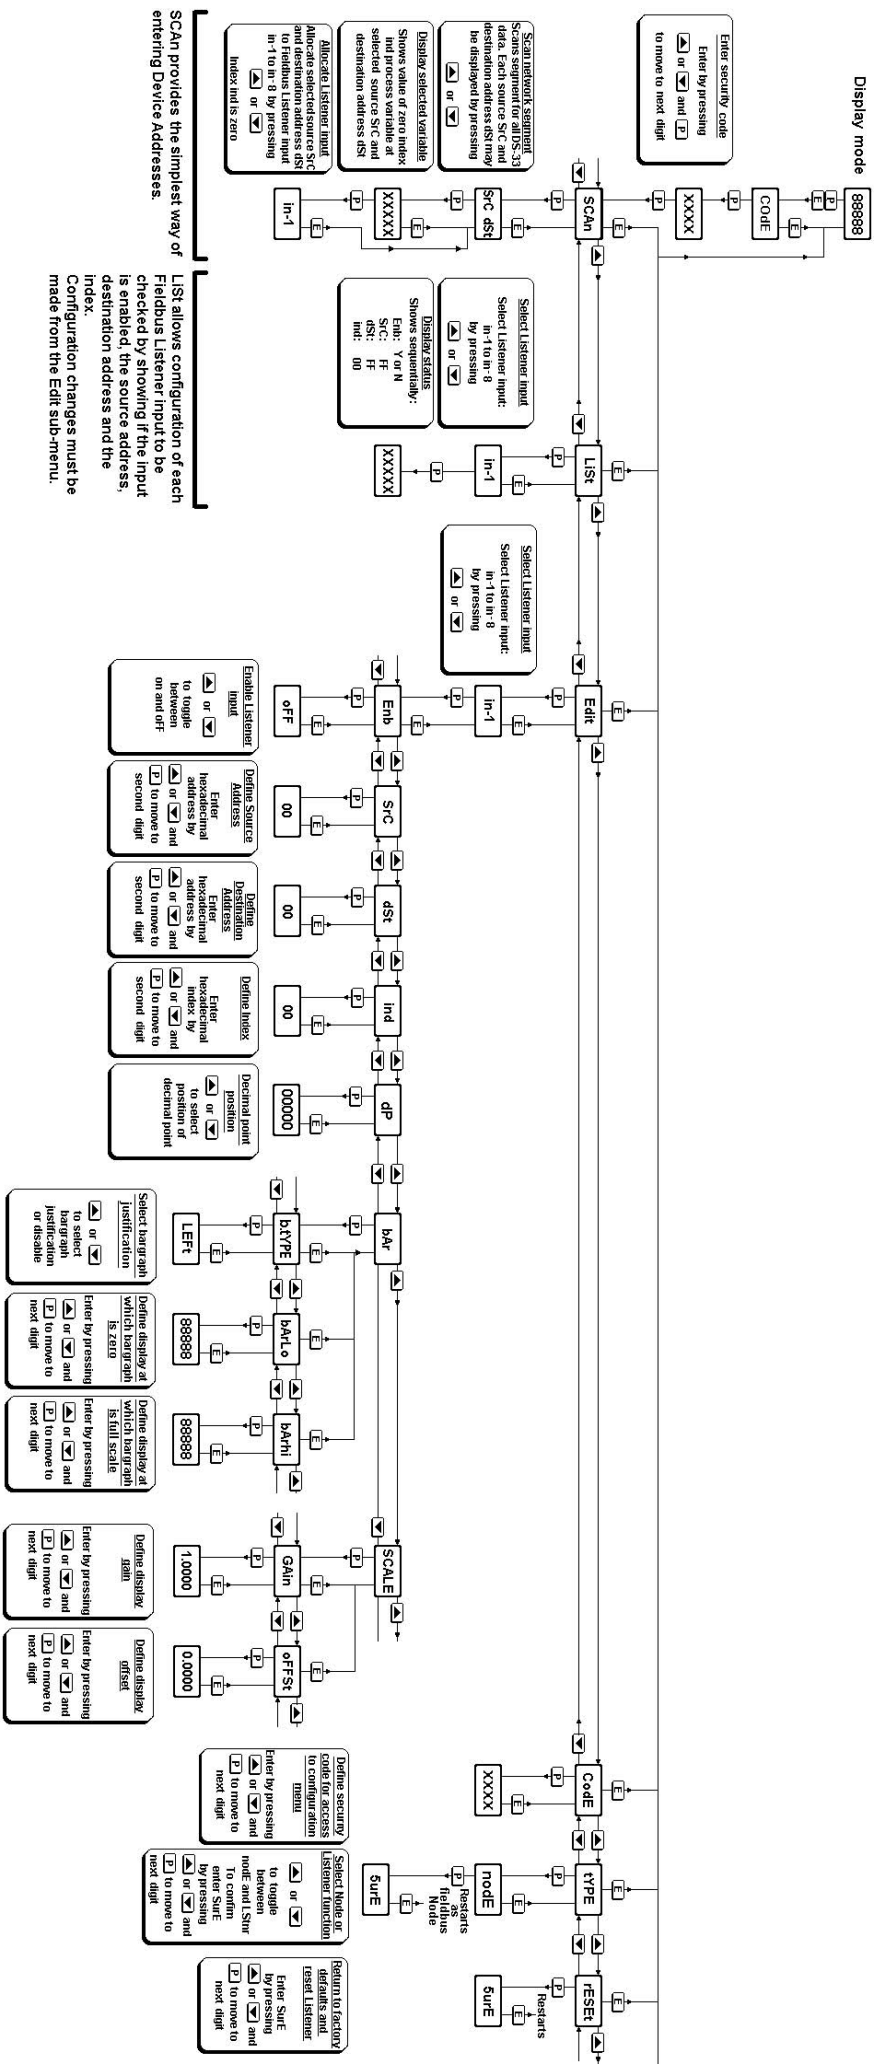 Display mode
88888
P
E
E
COdE
P
E
XXXX
P
Enter security code
Enter by pressing
▲ or ▼ and P
to move to next digit
SCAn
P
E
SrC dSt
P
E
XXXXX
P
E
in-1
E
Scan network segment
Scans segment for all DS-33
data. Each source SrC and
destination address dSt may
be displayed by pressing
▲ or ▼
Display selected variable
Shows value of zero index
ind process variable at
selected source SrC and
destination address dSt
Allocate Listener input
Allocate selected source SrC
and destination address dSt
to Fieldbus Listener input
in-1 to in- 8 by pressing
▲ or ▼
Index ind is zero
SCAn provides the simplest way of
entering Device Addresses.
E
LiSt
P
E
in-1
P
XXXXX
Select Listener input
Select Listener input:
in-1 to in- 8
by pressing
▲ or ▼
Display status
Shows sequentially:
Enb: Y or N
SrC: FF
dSt: FF
ind: 00
LiSt allows configuration of each
Fieldbus Listener input to be
checked by showing if the input
is enabled, the source address,
destination address and the
index.
Configuration changes must be
made from the Edit sub-menu.
E
Edit
P
E
in-1
P
E
Select Listener input
Select Listener input:
in-1 to in- 8
by pressing
▲ or ▼
Enb
P
E
oFF
Enable Listener
input
▲ or ▼
to toggle
between
on and oFF
SrC
P
E
00
Define Source
Address
Enter
hexadecimal
address by
▲ or ▼ and
P to move to
second digit
dSt
P
E
00
Define
Destination
Address
Enter
hexadecimal
address by
▲ or ▼ and
P to move to
second digit
ind
P
E
00
Define Index
Enter
hexadecimal
index by
▲ or ▼ and
P to move to
second digit
dP
P
E
00000
Decimal point
position
▲ or ▼
to select
position of
decimal point
bAr
P
E
b.tYPE
P
E
LEFt
Select bargraph
justification
▲ or ▼
to select
bargraph
justification
or disable
E
bArLo
P
E
88888
Define display at
which bargraph
is zero
Enter by pressing
▲ or ▼ and
P to move to
next digit
E
bArhi
P
E
88888
Define display at
which bargraph
is full scale
Enter by pressing
▲ or ▼ and
P to move to
next digit
SCALE
P
E
GAin
P
E
1.0000
Define display
gain
Enter by pressing
▲ or ▼ and
P to move to
next digit
E
oFFSt
P
E
0.0000
Define display
offset
Enter by pressing
▲ or ▼ and
P to move to
next digit
E
CodE
P
E
XXXX
Define security
code for access
to configuration
menu
Enter by pressing
▲ or ▼ and
P to move to
next digit
E
tYPE
P
E
nodE
P
Restarts
as
fieldbus
Node
E
5urE
Select Node or
Listener function
▲ or ▼
to toggle
between
nodE and LStnr
To confim
enter SurE
by pressing
▲ or ▼ and
P to move to
next digit
E
rESEt
P
E
Restarts
5urE
Return to factory
defaults and
reset Listener
Enter SurE
by pressing
▲ or ▼ and
P to move to
next digit